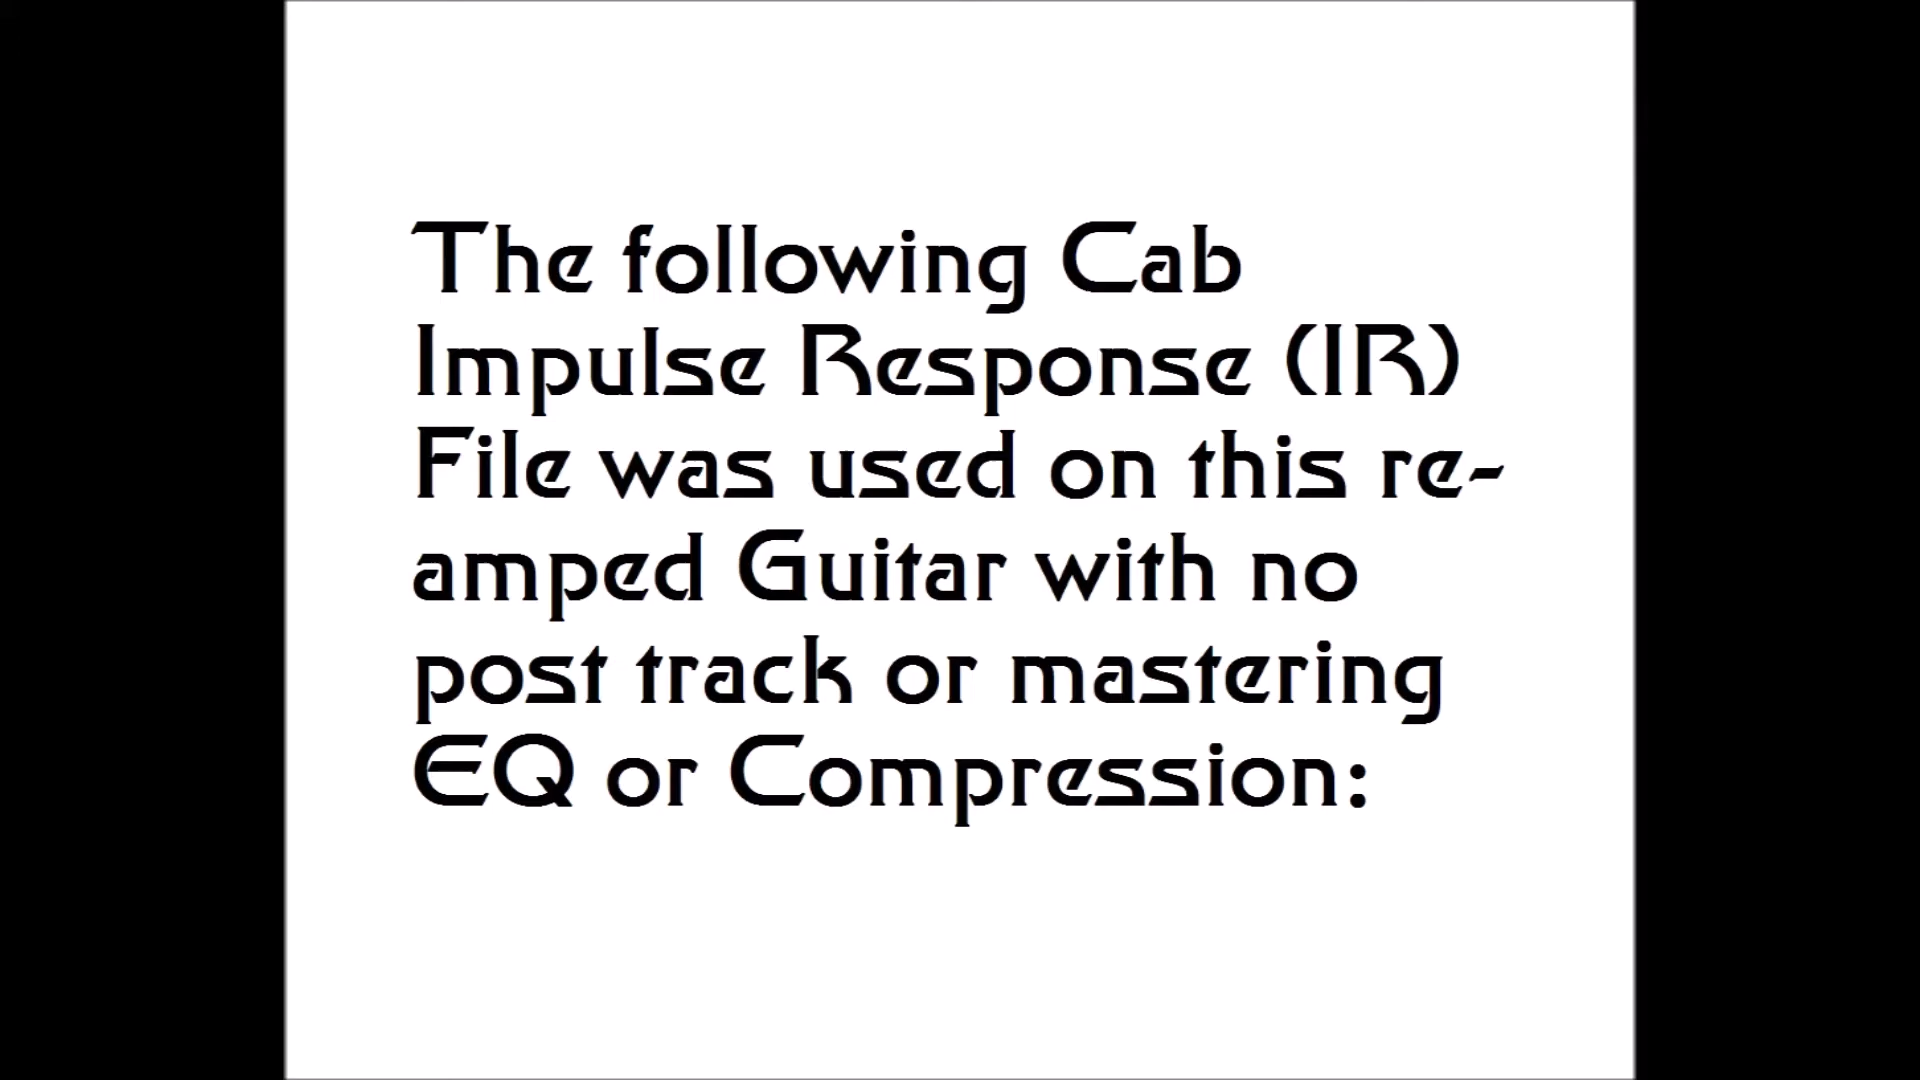 The following Cab
Impulse Response (IR)
File was used on this re-
amped Guitar with no
post track or mastering
EQ or Compression: